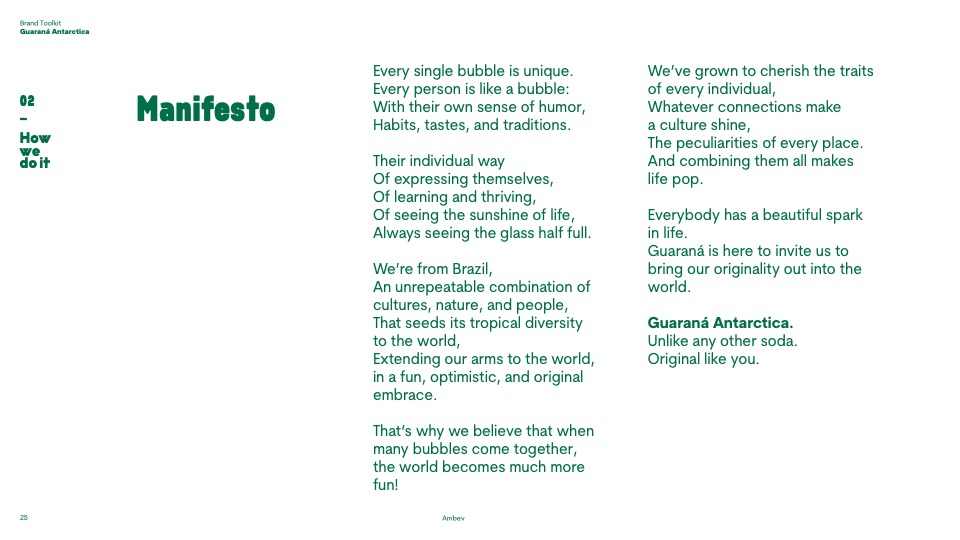 Brand Toolkit
Guaraná Antarctica
02
–
How
we
do it
Manifesto
Every single bubble is unique.
Every person is like a bubble:
With their own sense of humor,
Habits, tastes, and traditions.
Their individual way
Of expressing themselves,
Of learning and thriving,
Of seeing the sunshine of life,
Always seeing the glass half full.
We’re from Brazil,
An unrepeatable combination of
cultures, nature, and people,
That seeds its tropical diversity
to the world,
Extending our arms to the world,
in a fun, optimistic, and original
embrace.
That’s why we believe that when
many bubbles come together,
the world becomes much more
fun!
We’ve grown to cherish the traits
of every individual,
Whatever connections make
a culture shine,
The peculiarities of every place.
And combining them all makes
life pop.
Everybody has a beautiful spark
in life.
Guaraná is here to invite us to
bring our originality out into the
world.
Guaraná Antarctica.
Unlike any other soda.
Original like you.
25
Ambev